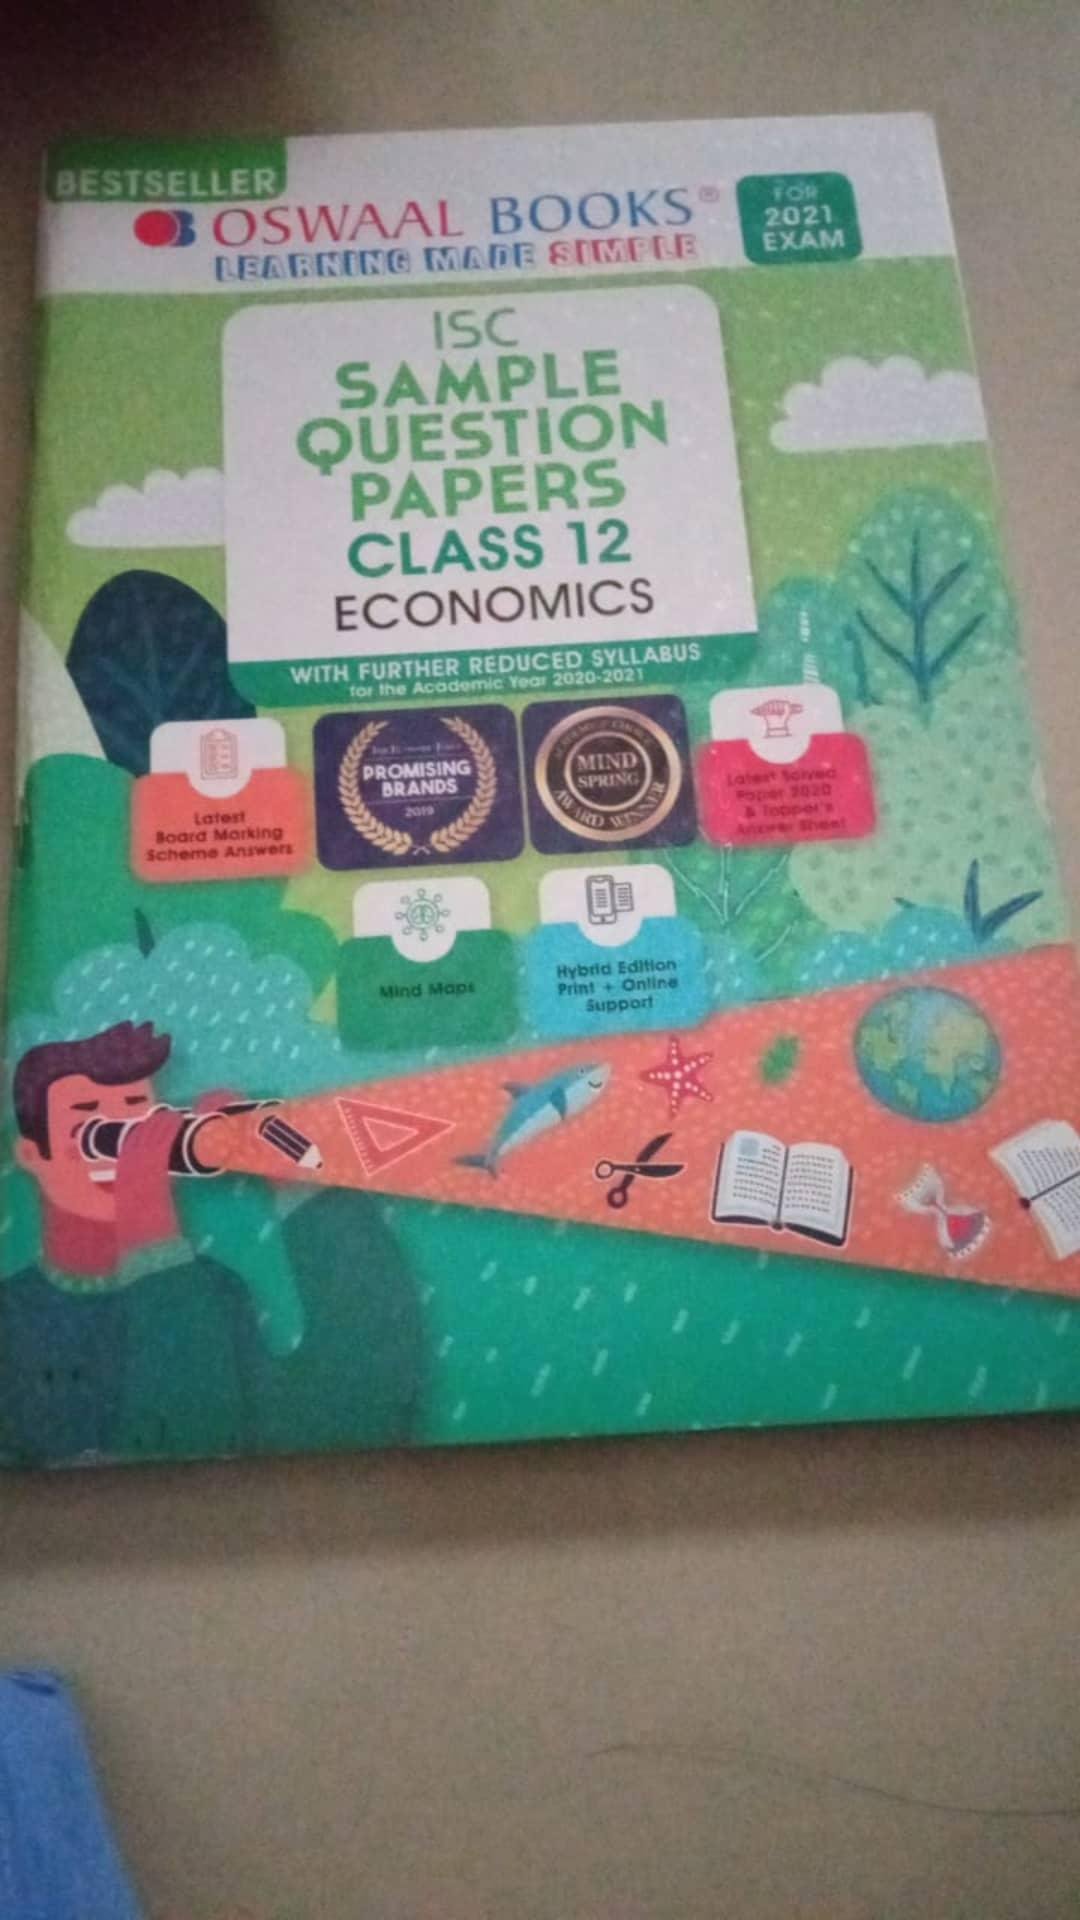 BESTSELLER
OSWAAL BOOKS®
LEARNING MADE SIMPLE
FOR
2021
EXAM
ISC
SAMPLE
QUESTION
PAPERS
CLASS 12
ECONOMICS
WITH FURTHER REDUCED SYLLABUS
for the Academic Year 2020-2021
Latest
Board Marking
Scheme Answers
PROMISING
BRANDS
2019
MIND
SPRING
AWARD WINNER
Latest Solved
Paper 2020
& Topper's
Answer Sheet
Mind Maps
Hybrid Edition
Print + Online
Support